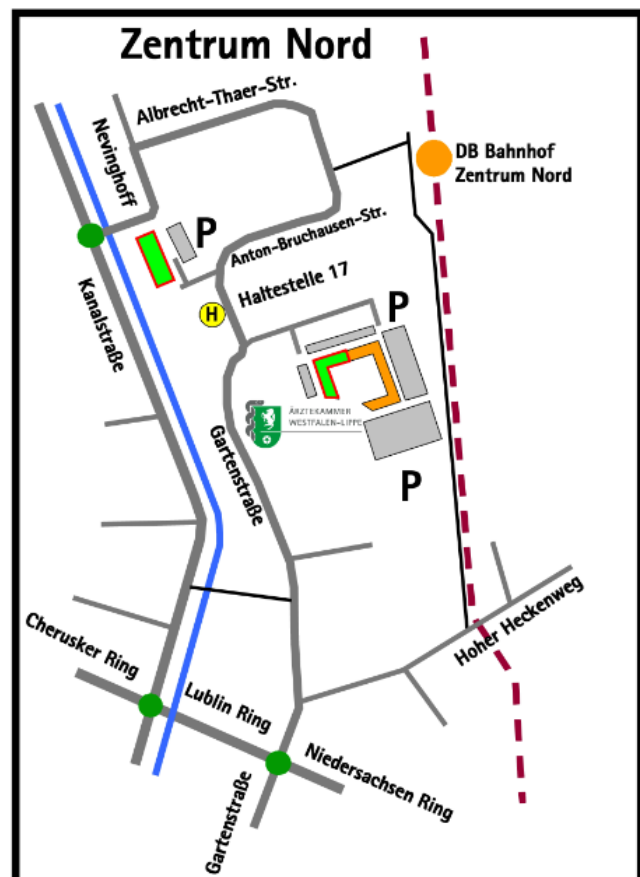 Zentrum Nord
Albrecht-Thaer-Str.
Nevinghoff
DB Bahnhof
Zentrum Nord
P
Anton-Bruchausen-Str.
Haltestelle 17
H
P
Kanalstraße
ÄRZTEKAMMER
WESTFALEN-LIPPE
Gartenstraße
P
Hoher Heckenweg
Cherusker Ring
Lublin Ring
Niedersachsen Ring
Gartenstraße